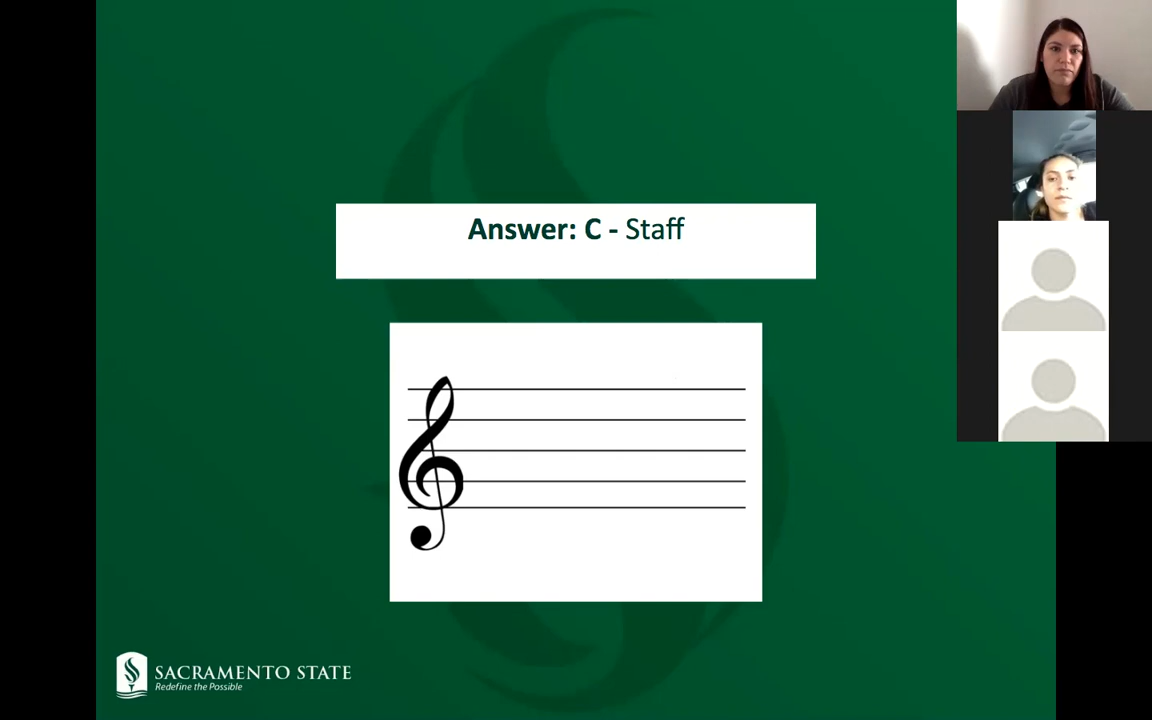 Answer: C - Staff
SACRAMENTO STATE
Redefine the Possible